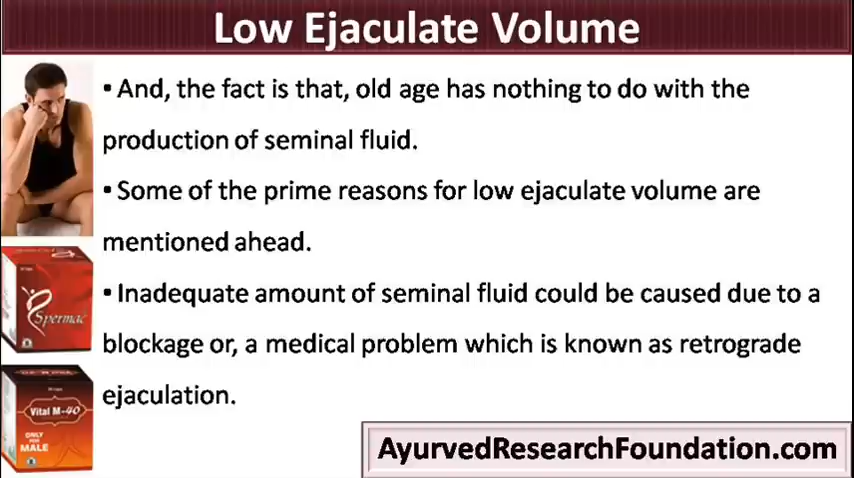 Low Ejaculate Volume
▪ And, the fact is that, old age has nothing to do with the
production of seminal fluid.
▪ Some of the prime reasons for low ejaculate volume are
mentioned ahead.
▪ Inadequate amount of seminal fluid could be caused due to a
blockage or, a medical problem which is known as retrograde
ejaculation.
Spermac
Vital M-40
ONLY
FOR
MALE
AyurvedResearchFoundation.com